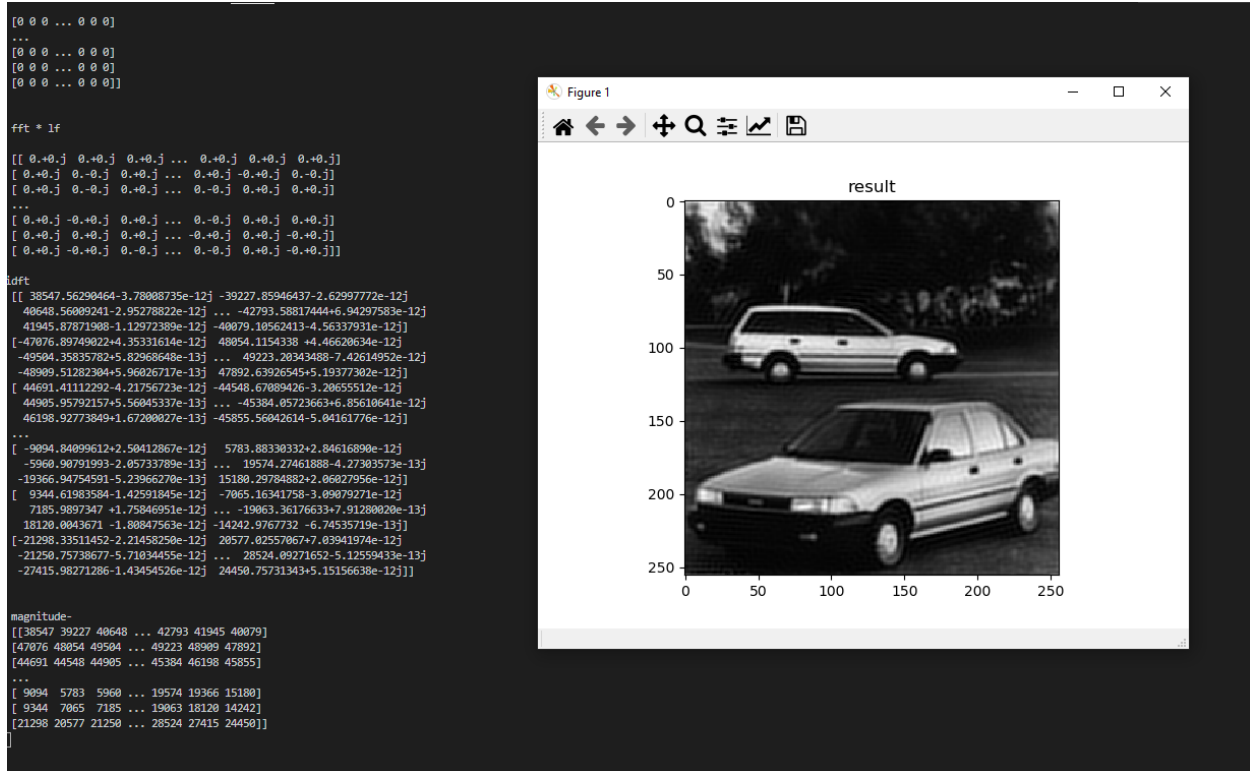 [0 0 0 ... 0 0 0]
...
[0 0 0 ... 0 0 0]
[0 0 0 ... 0 0 0]
[0 0 0 ... 0 0 0]]
fft * lf
[[ 0.+0.j  0.+0.j  0.+0.j ...  0.+0.j  0.+0.j  0.+0.j]
[ 0.+0.j  0.-0.j  0.+0.j ...  0.+0.j -0.+0.j  0.-0.j]
[ 0.+0.j  0.-0.j  0.+0.j ...  0.-0.j  0.+0.j  0.+0.j]
...
[ 0.+0.j -0.+0.j  0.+0.j ...  0.-0.j  0.+0.j  0.+0.j]
[ 0.+0.j  0.+0.j  0.+0.j ... -0.+0.j  0.+0.j -0.+0.j]
[ 0.+0.j -0.+0.j  0.-0.j ...  0.-0.j  0.+0.j -0.+0.j]]
idft
[[ 38547.56290464-3.78008735e-12j -39227.85946437-2.62997772e-12j
40648.56009241-2.95278822e-12j ... -42793.58817444+6.94297583e-12j
41945.87871908-1.12972389e-12j -40079.10562413-4.56337931e-12j]
[-47076.89749022+4.35331614e-12j  48054.1154338 +4.46620634e-12j
-49504.35835782+5.82968648e-13j ...  49223.20343488-7.42614952e-12j
-48909.51282304+5.96026717e-13j  47892.63926545+5.19377302e-12j]
[ 44691.41112292-4.21756723e-12j -44548.67089426-3.20655512e-12j
44905.95792157+5.56045337e-13j ... -45384.05723663+6.85610641e-12j
46198.92773849+1.67200027e-13j -45855.56042614-5.04161776e-12j]
...
[ -9094.84099612+2.50412867e-12j   5783.88330332+2.84616890e-12j
-5960.90791993-2.05733789e-13j ...  19574.27461888-4.27303573e-13j
-19366.94754591-5.23966270e-13j  15180.29784882+2.06027956e-12j]
[  9344.61983584-1.42591845e-12j  -7065.16341758-3.09079271e-12j
7185.9897347 +1.75846951e-12j ... -19063.36176633+7.91280020e-13j
18120.0043671 -1.80847563e-12j -14242.9767732 -6.74535719e-13j]
[-21298.33511452-2.21458250e-12j  20577.02557067+7.03941974e-12j
-21250.75738677-5.71034455e-12j ...  28524.09271652-5.12559433e-13j
-27415.98271286-1.43454526e-12j  24450.75731343+5.15156638e-12j]]
magnitude-
[[38547 39227 40648 ... 42793 41945 40079]
[47076 48054 49504 ... 49223 48909 47892]
[44691 44548 44905 ... 45384 46198 45855]
...
[ 9094  5783  5960 ... 19574 19366 15180]
[ 9344  7065  7185 ... 19063 18120 14242]
[21298 20577 21250 ... 28524 27415 24450]]
Figure 1
result
0
50
100
150
200
250
0 50 100 150 200 250